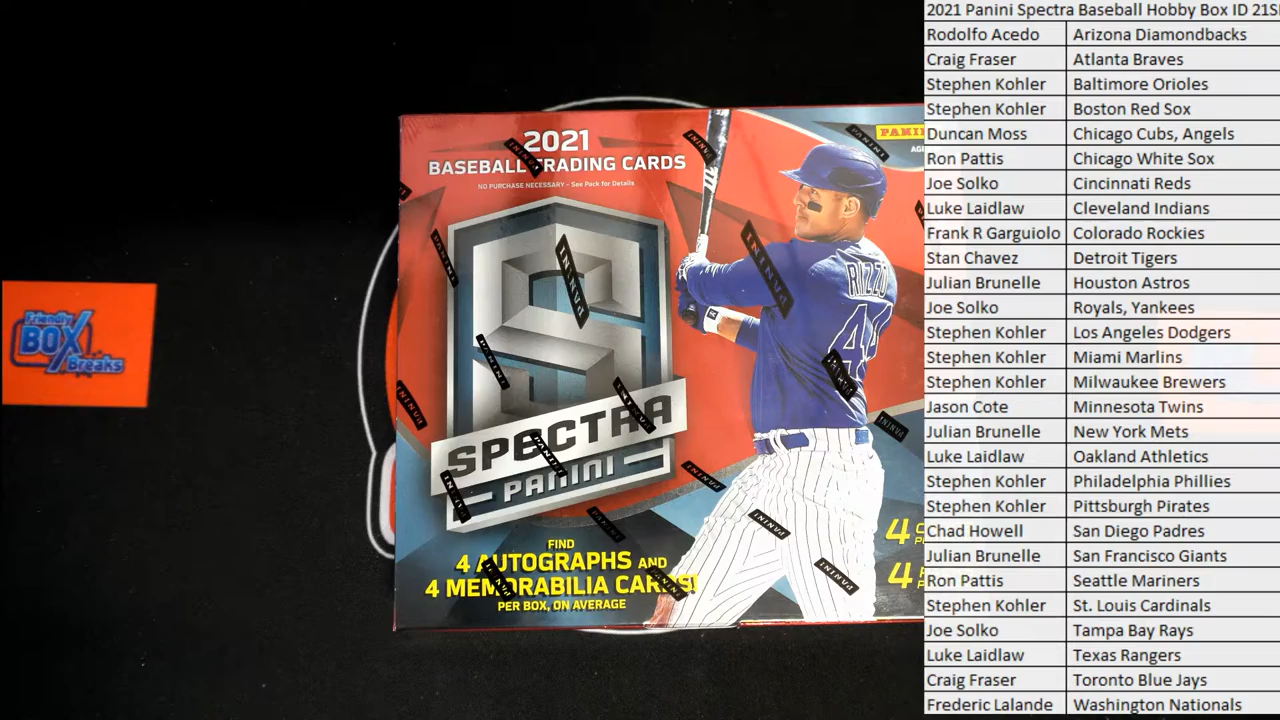 Friendly
BOX
Breaks
2021
BASEBALL TRADING CARDS
NO PURCHASE NECESSARY - See Pack for Details
SPECTRA
PANINI
FIND
4 AUTOGRAPHS AND
4 MEMORABILIA CARDS!
PER BOX, ON AVERAGE
RIZZO
44
4
4
2021 Panini Spectra Baseball Hobby Box ID
Rodolfo Acedo Arizona Diamondbacks
Craig Fraser Atlanta Braves
Stephen Kohler Baltimore Orioles
Stephen Kohler Boston Red Sox
Duncan Moss Chicago Cubs, Angels
Ron Pattis Chicago White Sox
Joe Solko Cincinnati Reds
Luke Laidlaw Cleveland Indians
Frank R Garguiolo Colorado Rockies
Stan Chavez Detroit Tigers
Julian Brunelle Houston Astros
Joe Solko Royals, Yankees
Stephen Kohler Los Angeles Dodgers
Stephen Kohler Miami Marlins
Stephen Kohler Milwaukee Brewers
Jason Cote Minnesota Twins
Julian Brunelle New York Mets
Luke Laidlaw Oakland Athletics
Stephen Kohler Philadelphia Phillies
Stephen Kohler Pittsburgh Pirates
Chad Howell San Diego Padres
Julian Brunelle San Francisco Giants
Ron Pattis Seattle Mariners
Stephen Kohler St. Louis Cardinals
Joe Solko Tampa Bay Rays
Luke Laidlaw Texas Rangers
Craig Fraser Toronto Blue Jays
Frederic Lalande Washington Nationals